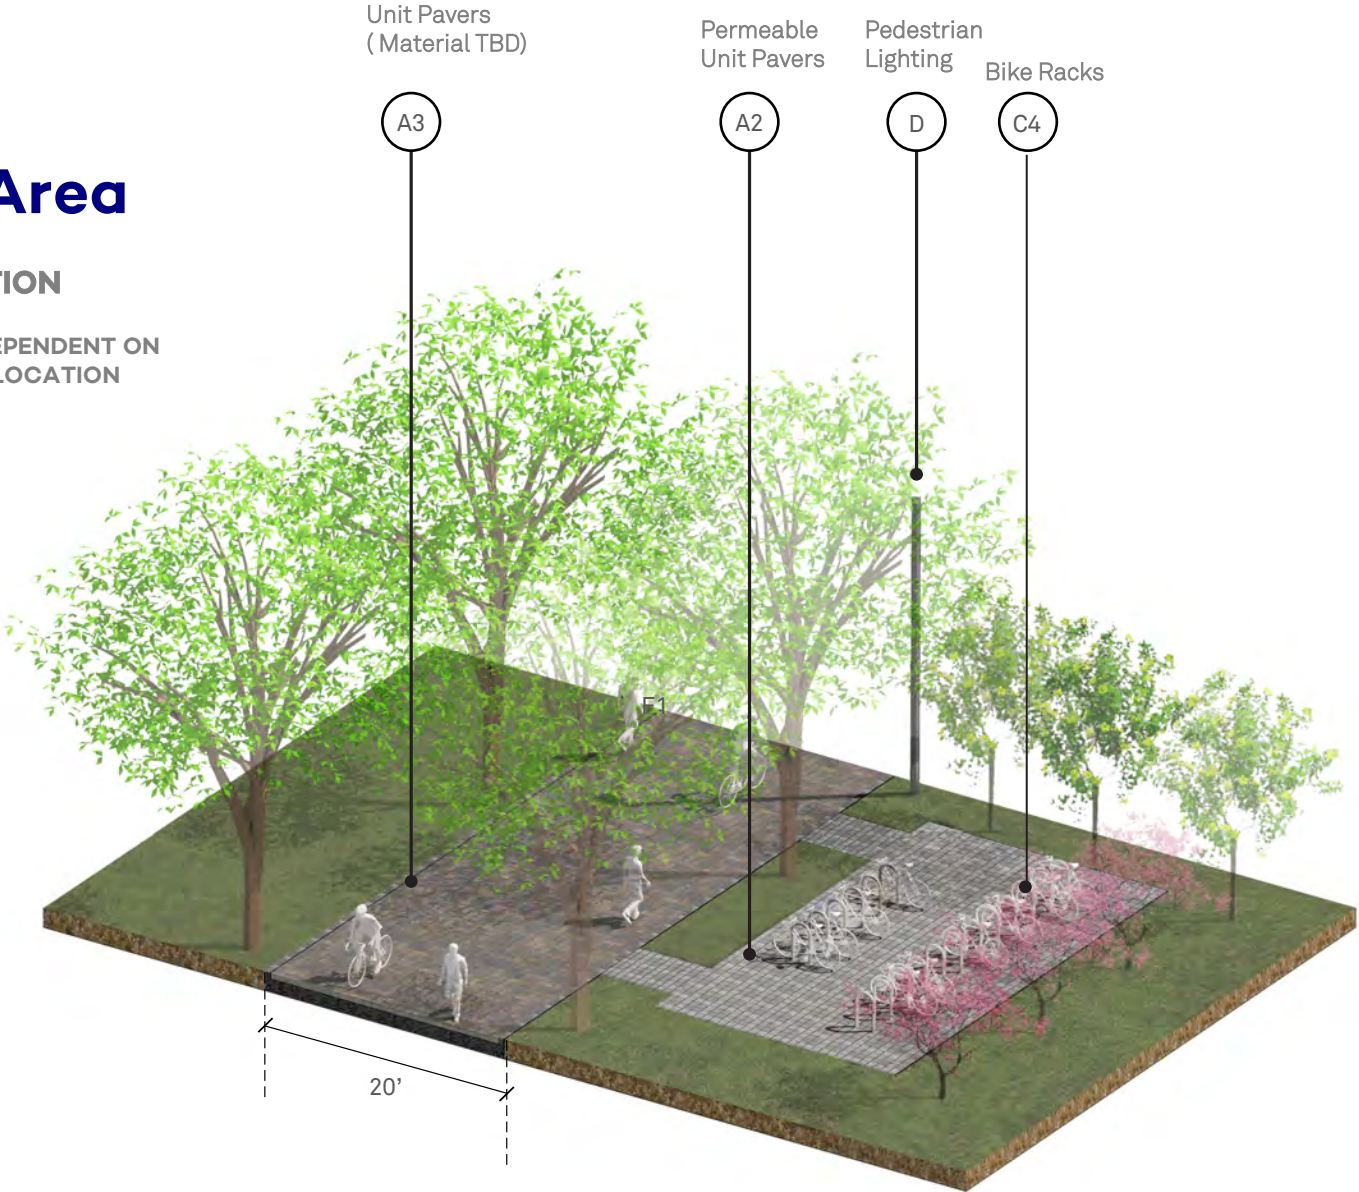 Unit Pavers
( Material TBD)
Permeable
Unit Pavers
Pedestrian
Lighting
Bike Racks
A3
A2
D
C4
Area
TION
EPENDENT ON
LOCATION
20’